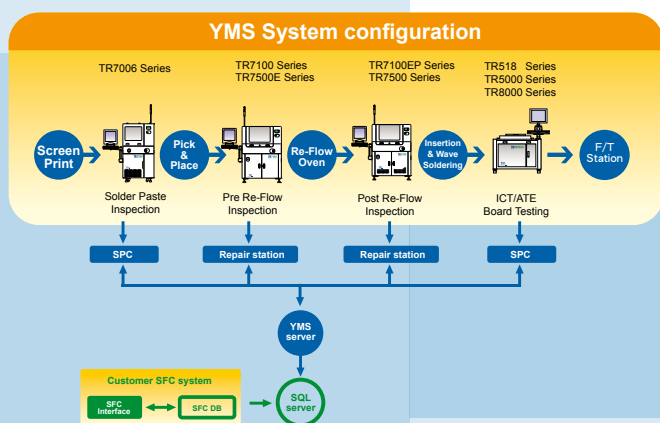 YMS System configuration
TR7006 Series
TR7100 Series
TR7500E Series
TR7100EP Series
TR7500 Series
TR518 Series
TR5000 Series
TR8000 Series
Screen
Print
Pick
&
Place
Re-Flow
Oven
Insertion
& Wave
Soldering
F/T
Station
Solder Paste
Inspection
Pre Re-Flow
Inspection
Post Re-Flow
Inspection
ICT/ATE
Board Testing
SPC
Repair station
Repair station
SPC
YMS
server
Customer SFC system
SFC
Interface
SFC DB
SQL
server